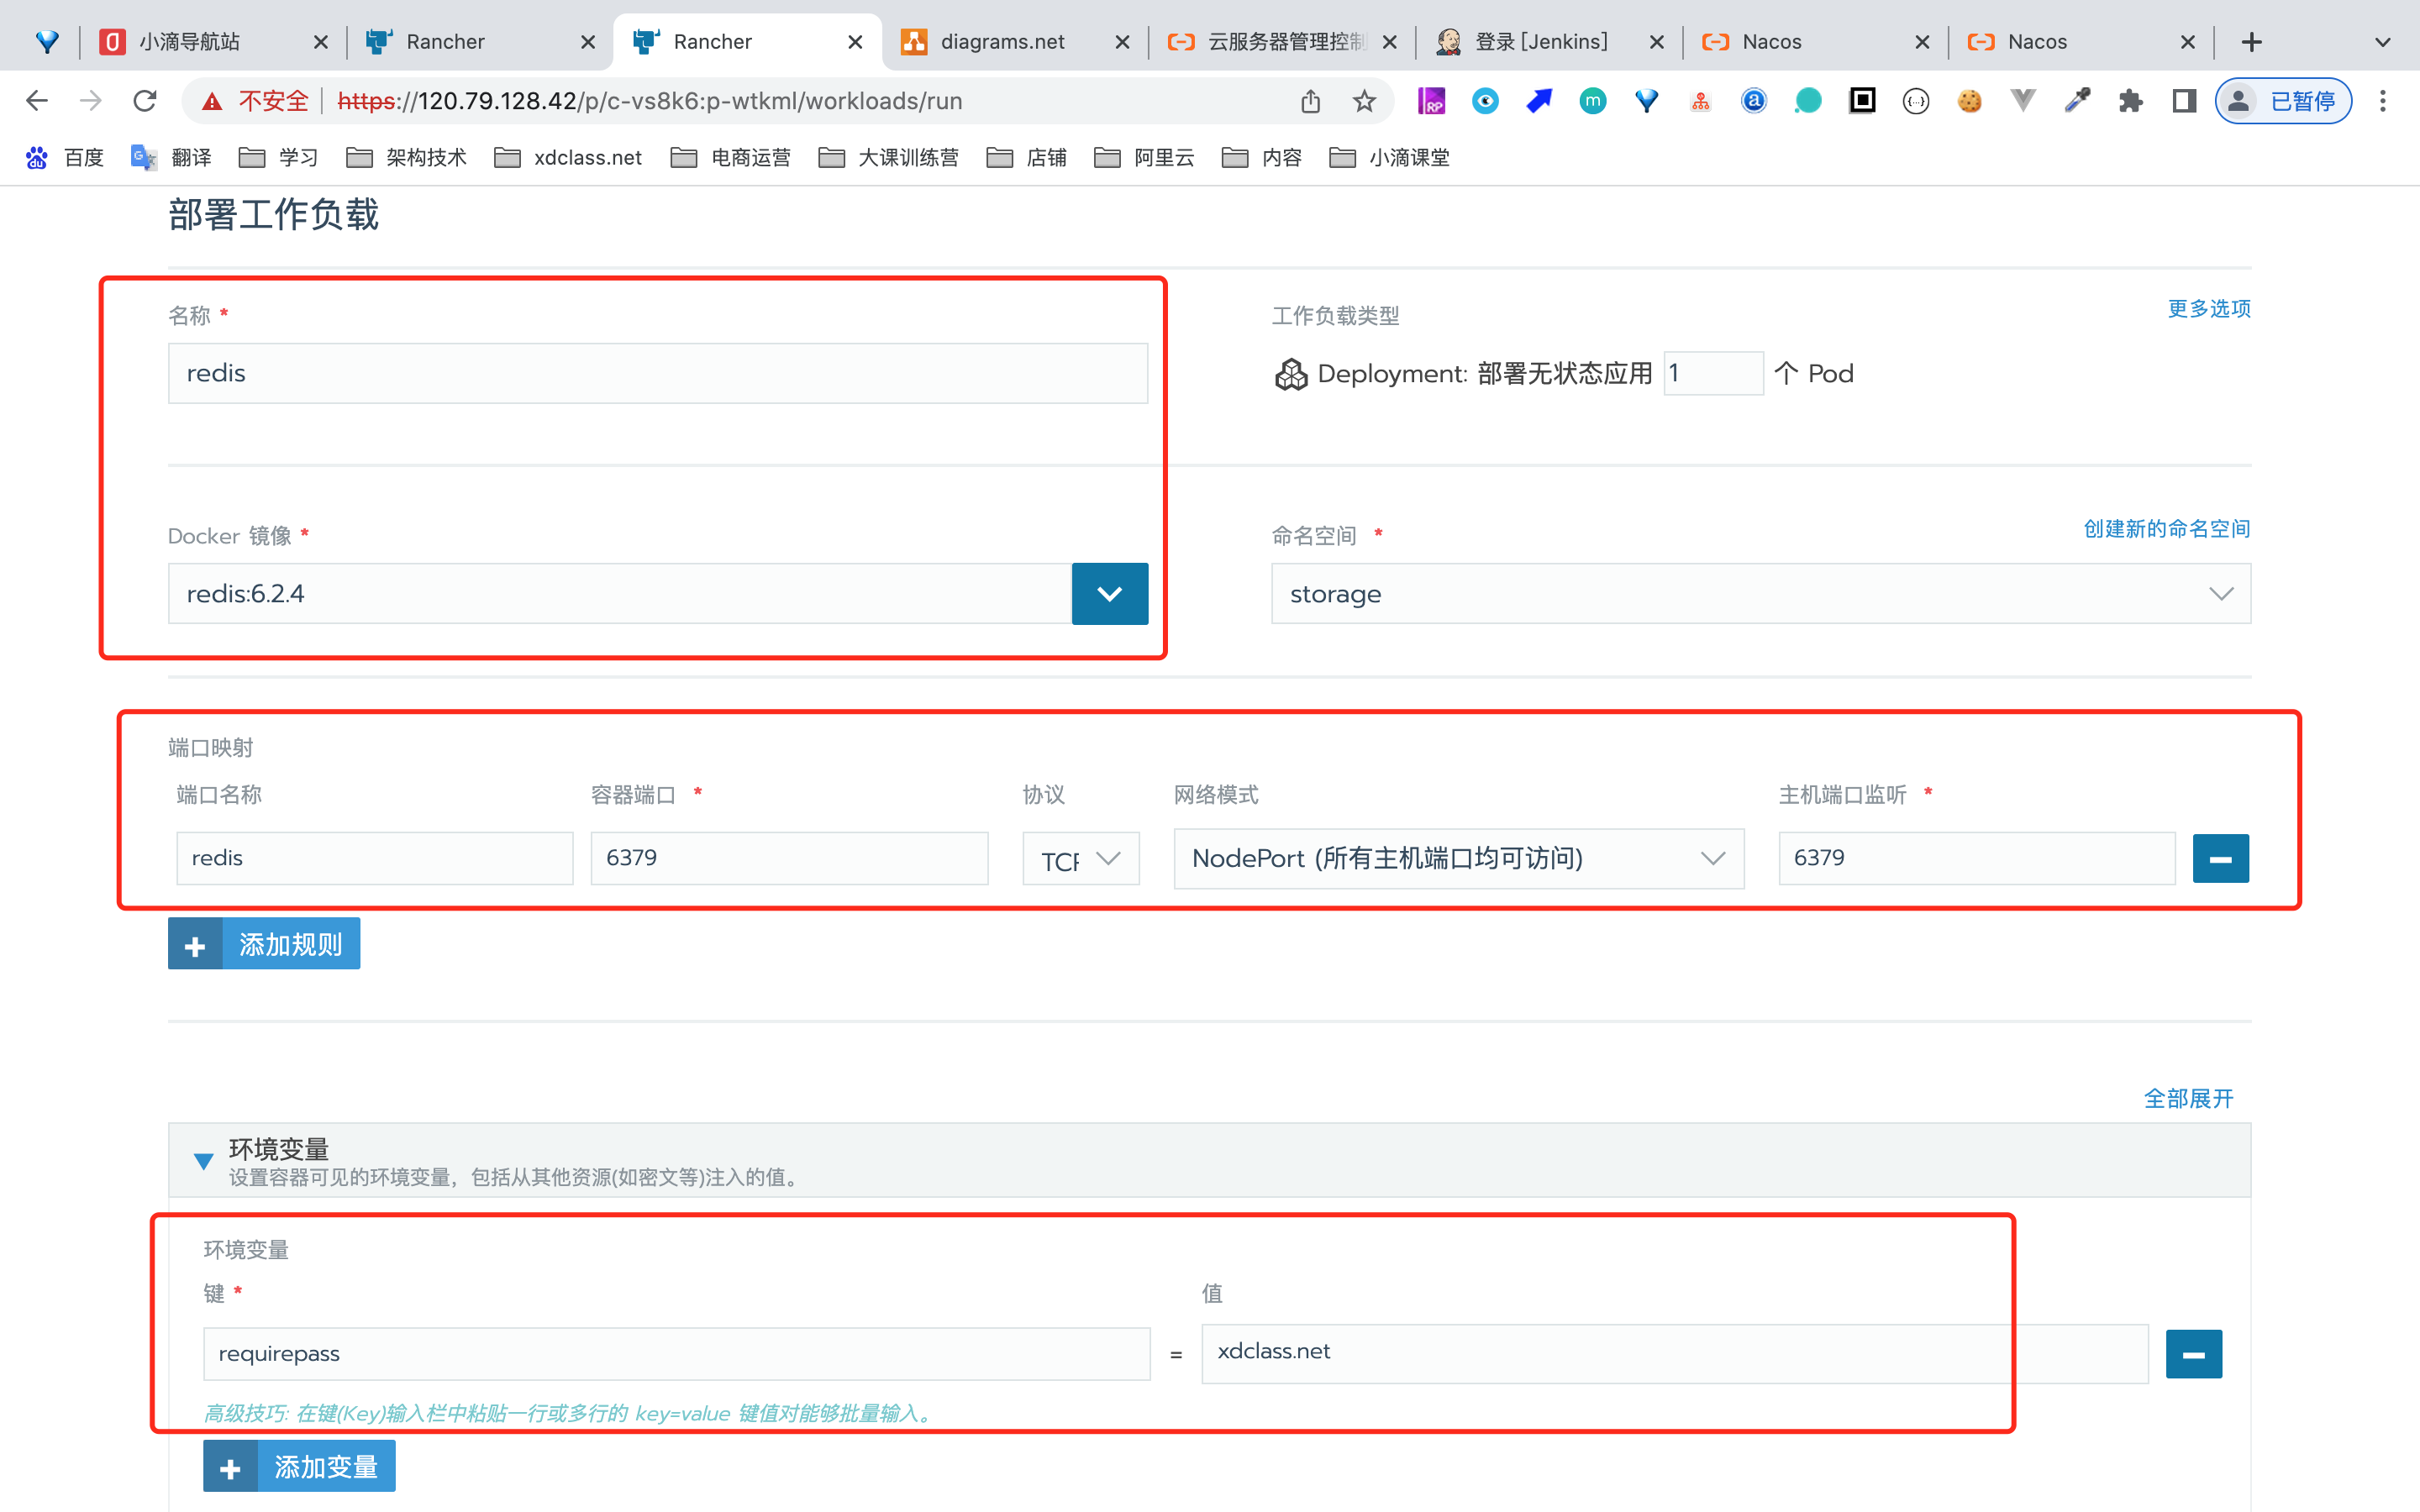 小滴导航站
Rancher
Rancher
diagrams.net
云服务器管理控制
登录 [Jenkins]
Nacos
Nacos
不安全 https://120.79.128.42/p/c-vs8k6:p-wtkml/workloads/run
已暂停
百度
翻译
学习
架构技术
xdclass.net
电商运营
大课训练营
店铺
阿里云
内容
小滴课堂
部署工作负载
名称 *
redis
工作负载类型
更多选项
Deployment: 部署无状态应用 1 个 Pod
Docker 镜像 *
redis:6.2.4
命名空间 *
创建新的命名空间
storage
端口映射
端口名称 容器端口 * 协议 网络模式 主机端口监听 *
redis 6379 TCP NodePort (所有主机端口均可访问) 6379
添加规则
全部展开
环境变量
设置容器可见的环境变量，包括从其他资源(如密文等)注入的值。
环境变量
键 * 值
requirepass = xdclass.net
高级技巧: 在键(Key)输入栏中粘贴一行或多行的 key=value 键值对能够批量输入。
添加变量